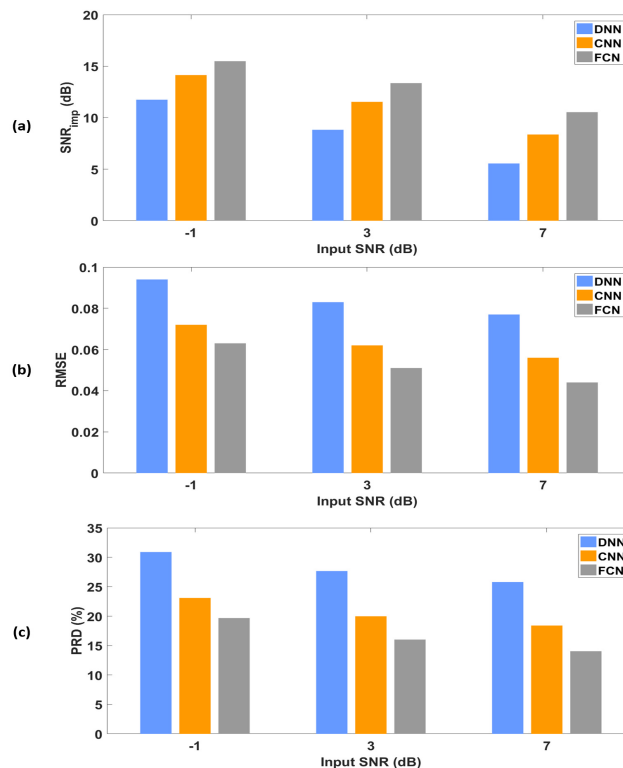 20
15
10
5
0
SNRimp (dB)
(a)
DNN
CNN
FCN
-1 3 7
Input SNR (dB)
0.1
0.08
0.06
0.04
0.02
0
RMSE
(b)
DNN
CNN
FCN
-1 3 7
Input SNR (dB)
35
30
25
20
15
10
5
0
PRD (%)
(c)
DNN
CNN
FCN
-1 3 7
Input SNR (dB)